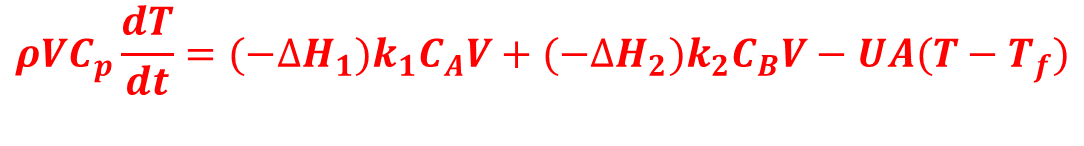 ρVC_p dT/dt = (−ΔH_1)k_1C_AV + (−ΔH_2)k_2C_BV − UA(T − T_f)